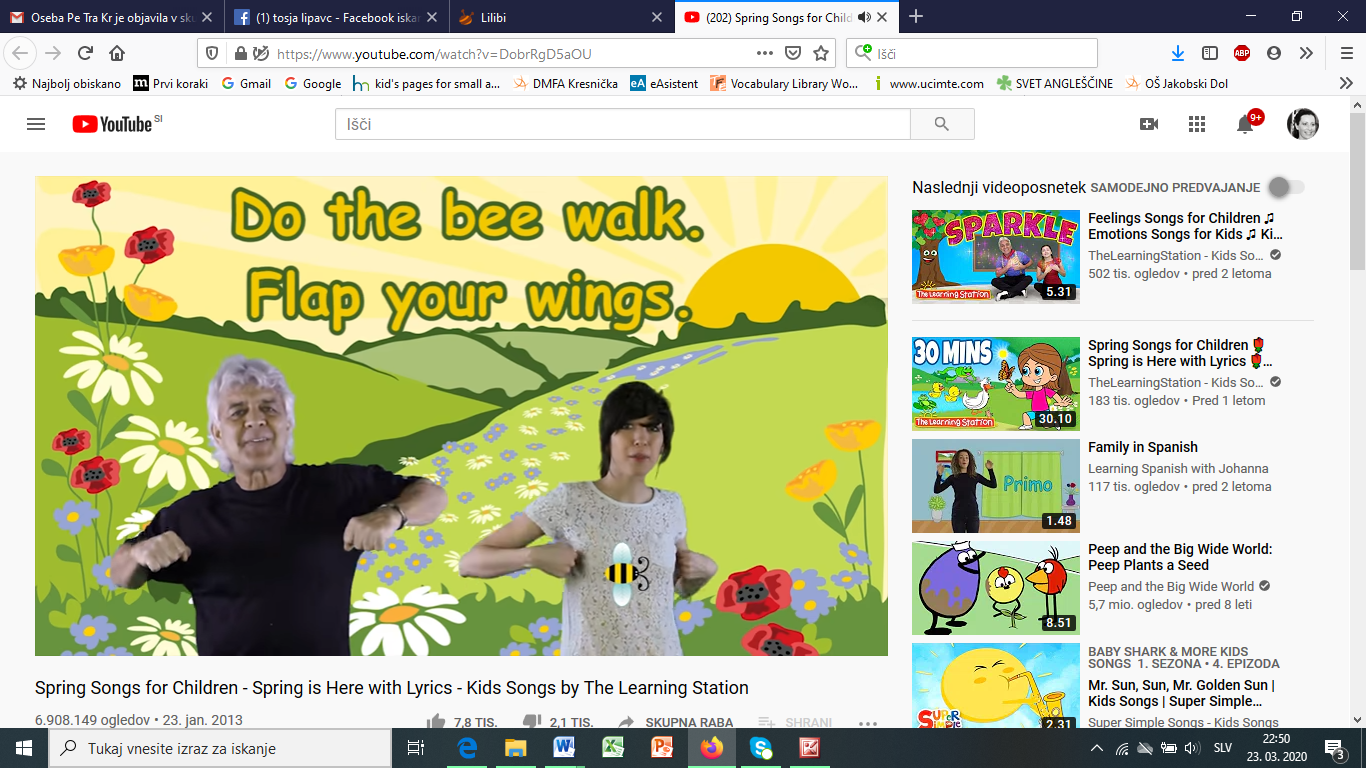 Oseba Pe Tra Kr je objavila v sku
(1) tosja lipavc - Facebook iskan
Lilibi
(202) Spring Songs for Child
https://www.youtube.com/watch?v=DobrRgD5aOU
Išči
ABP
Najbolj obiskano
m Prvi koraki
Gmail
Google
kid's pages for small a...
DMFA Kresnička
eA eAsistent
Vocabulary Library Wo...
www.ucimte.com
SVET ANGLEŠČINE
OŠ Jakobski Dol
YouTube SI
Išči
9+
Do the bee walk.
Flap your wings.
Spring Songs for Children - Spring is Here with Lyrics - Kids Songs by The Learning Station
6.908.149 ogledov • 23. jan. 2013
7,8 TIS.
2,1 TIS.
SKUPNA RABA
SHRANI
Naslednji videoposnetek
SAMODEJNO PREDVAJANJE
SPARKLE
The Learning Station
5.31
Feelings Songs for Children ♫
Emotions Songs for Kids ♫ Ki...
TheLearningStation - Kids So...
502 tis. ogledov • pred 2 letoma
30 MINS
The Learning Station
30.10
Spring Songs for Children 🌹
Spring is Here with Lyrics 🌹...
TheLearningStation - Kids So...
183 tis. ogledov • Pred 1 letom
Primo
1.48
Family in Spanish
Learning Spanish with Johanna
117 tis. ogledov • pred 2 letoma
8.51
Peep and the Big Wide World:
Peep Plants a Seed
Peep and the Big Wide World
5,7 mio. ogledov • pred 8 leti
SUPER
SIMPLE
2.31
BABY SHARK & MORE KIDS
SONGS 1. SEZONA • 4. EPIZODA
Mr. Sun, Sun, Mr. Golden Sun |
Kids Songs | Super Simple...
Super Simple Songs - Kids Songs
Tukaj vnesite izraz za iskanje
SLV
22:50
23. 03. 2020
3